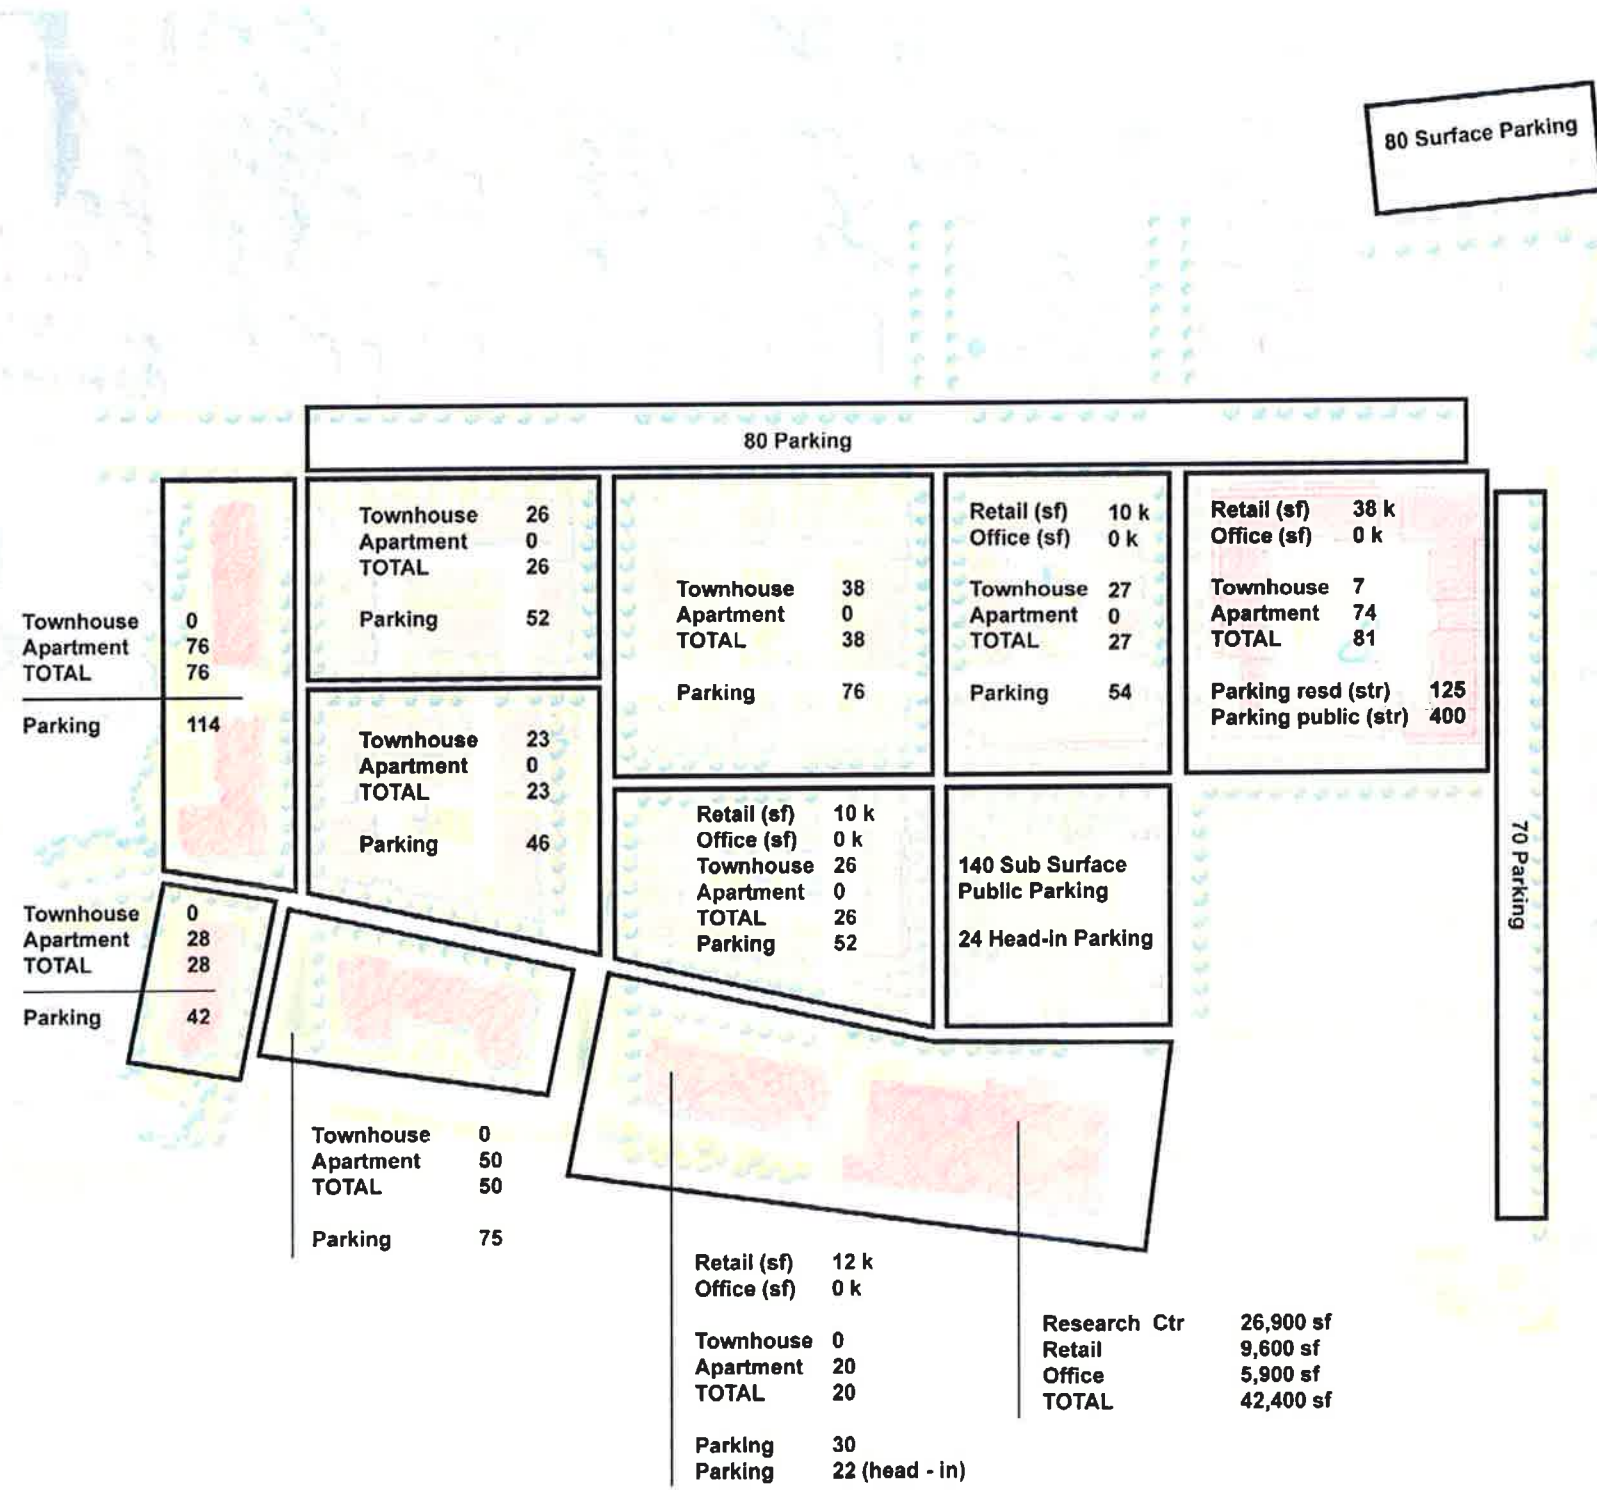 80 Surface Parking
80 Parking
Townhouse 0
Apartment 76
TOTAL 76
Parking 114
Townhouse 26
Apartment 0
TOTAL 26
Parking 52
Townhouse 23
Apartment 0
TOTAL 23
Parking 46
Townhouse 38
Apartment 0
TOTAL 38
Parking 76
Retail (sf) 10 k
Office (sf) 0 k
Townhouse 27
Apartment 0
TOTAL 27
Parking 54
Retail (sf) 38 k
Office (sf) 0 k
Townhouse 7
Apartment 74
TOTAL 81
Parking resd (str) 125
Parking public (str) 400
70 Parking
Retail (sf) 10 k
Office (sf) 0 k
Townhouse 26
Apartment 0
TOTAL 26
Parking 52
140 Sub Surface
Public Parking
24 Head-in Parking
Townhouse 0
Apartment 28
TOTAL 28
Parking 42
Townhouse 0
Apartment 50
TOTAL 50
Parking 75
Retail (sf) 12 k
Office (sf) 0 k
Townhouse 0
Apartment 20
TOTAL 20
Parking 30
Parking 22 (head - in)
Research Ctr 26,900 sf
Retail 9,600 sf
Office 5,900 sf
TOTAL 42,400 sf